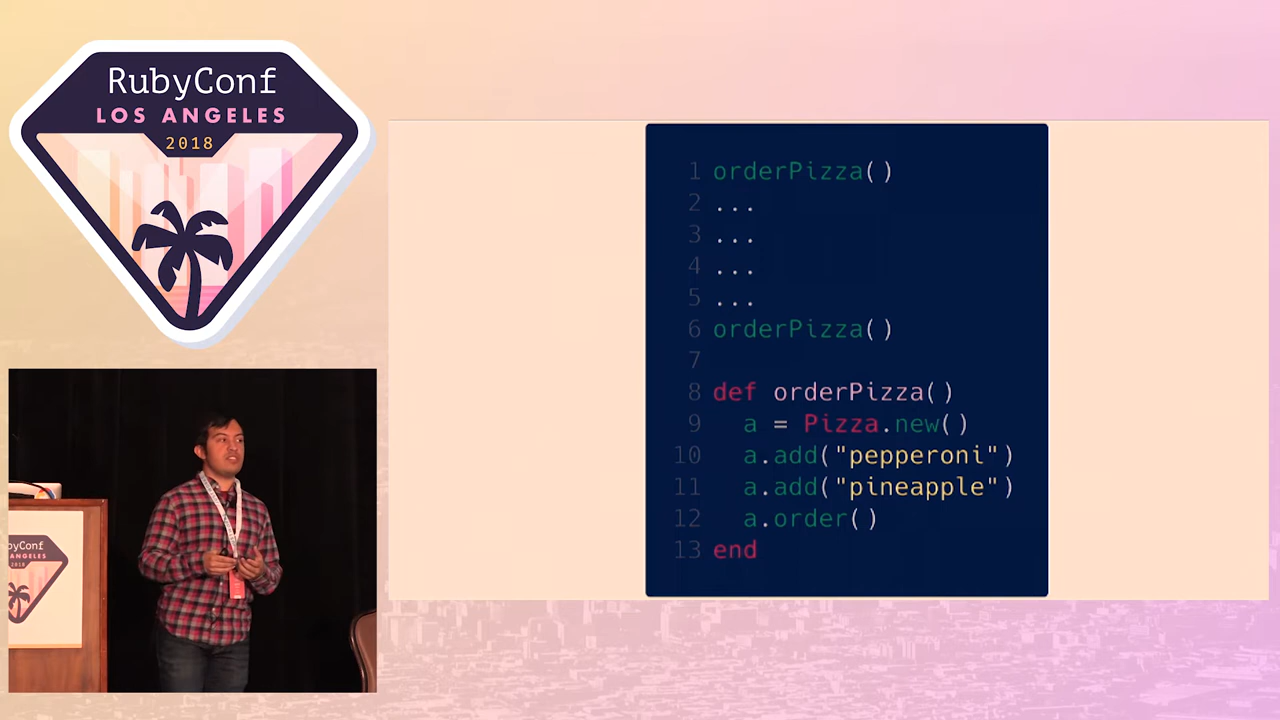 RubyConf
LOS ANGELES
2018
1 orderPizza()
2 ...
3 ...
4 ...
5 ...
6 orderPizza()
7
8 def orderPizza()
9 a = Pizza.new()
10 a.add("pepperoni")
11 a.add("pineapple")
12 a.order()
13 end
byConf
ANGELES
2018